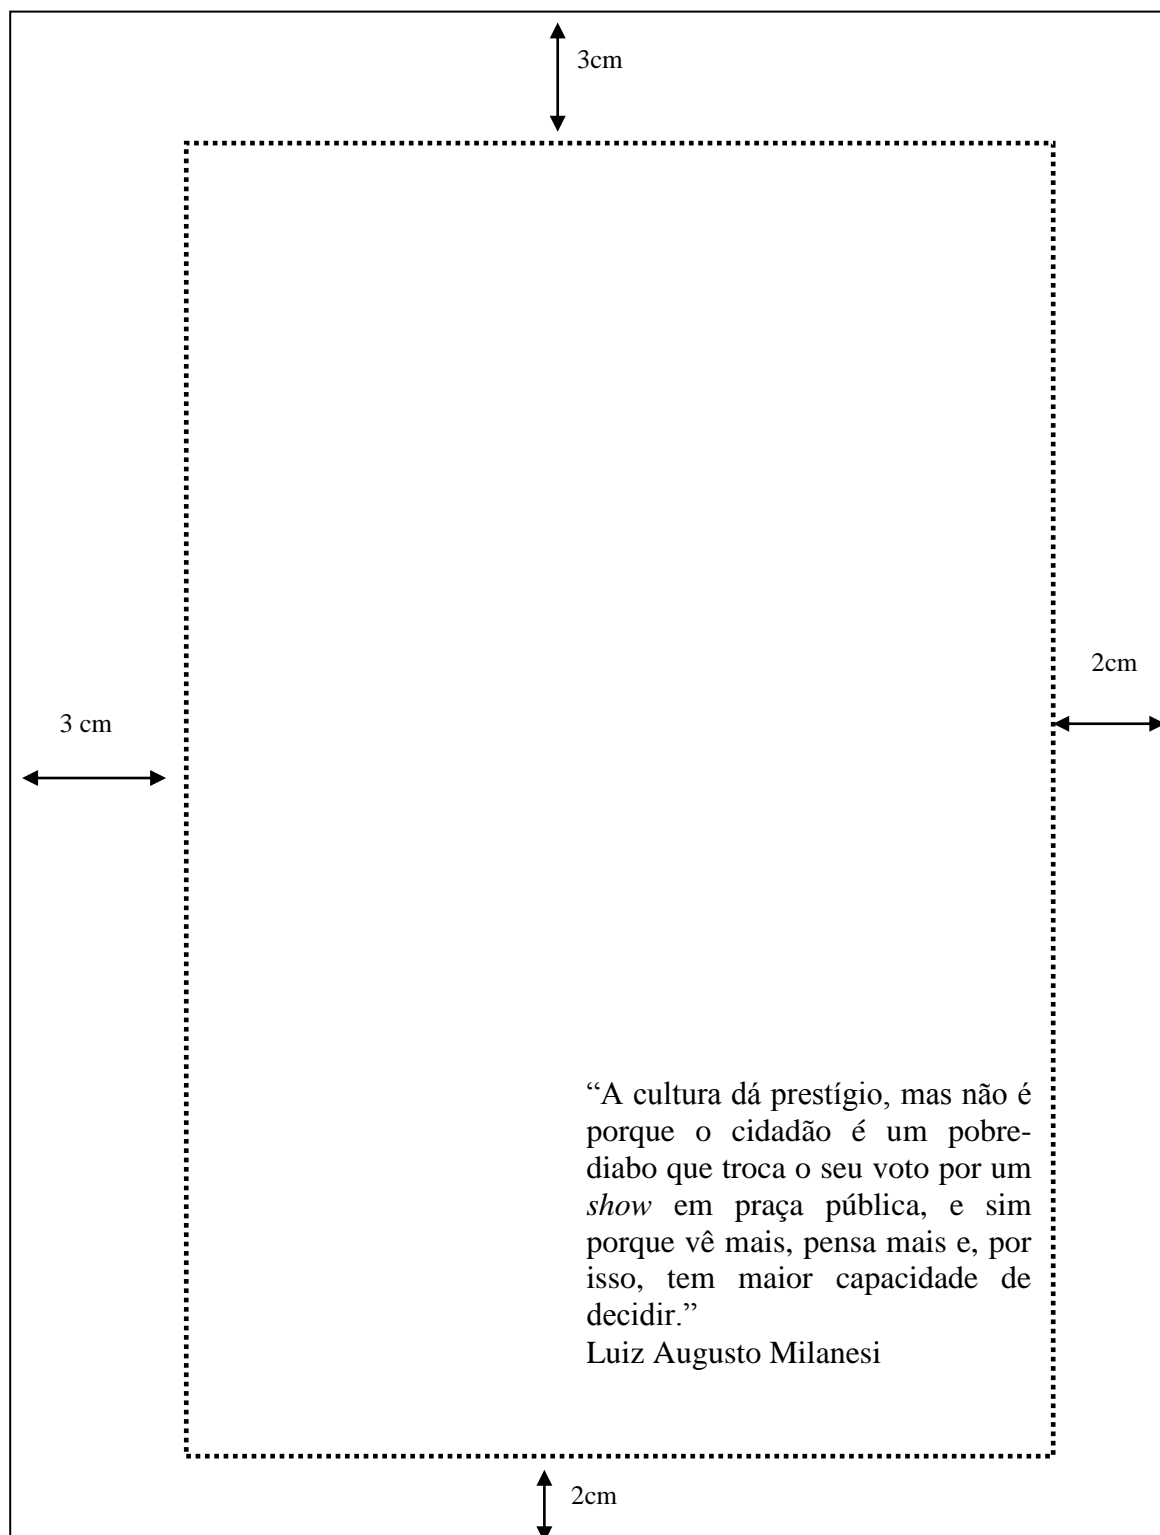 3cm
2cm
3 cm
“A cultura dá prestígio, mas não é
porque o cidadão é um pobre-
diabo que troca o seu voto por um
show em praça pública, e sim
porque vê mais, pensa mais e, por
isso, tem maior capacidade de
decidir.”
Luiz Augusto Milanesi
2cm